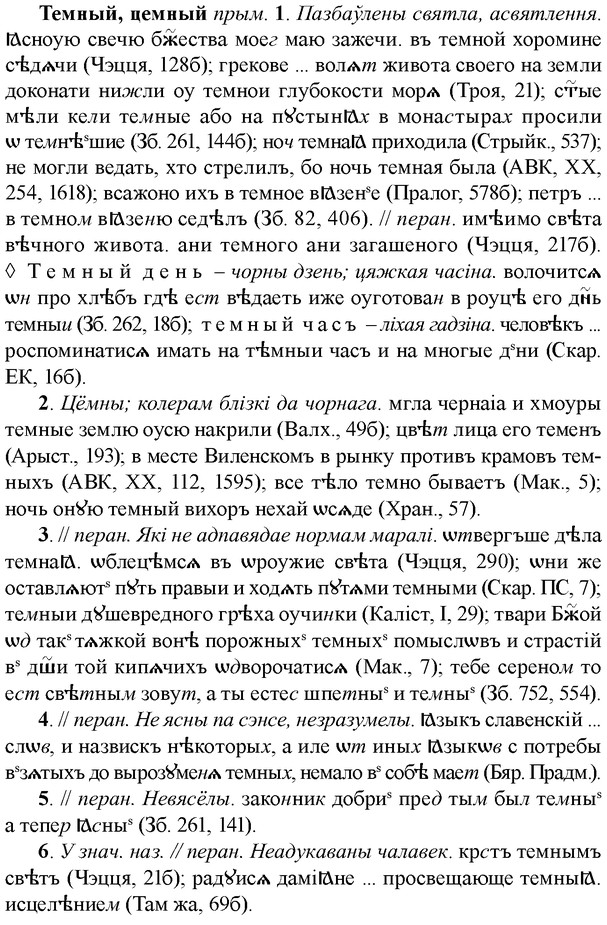 Темный, цемный прым. 1. Пазбаўлены святла, асвятлення.
Ꙗсную свечю бж҃ества моег маю зажечи. въ темной хоромине
сѣдѧчи (Чэцця, 128б); грекове ... волѧт живота своего на земли
доконати нижли оу темнои глубокости морѧ (Троя, 21); ст҃ые
мѣли кели темные або на пꙋстынꙗх в монастырах просили
ѡ темнѣˢшие (Зб. 261, 144б); ноч темнаꙗ приходила (Стрыйк., 537);
не могли ведать, хто стрелилъ, бо ночь темная была (АВК, XX,
254, 1618); всажоно ихъ в темное вꙗзенˢе (Пралог, 578б); петръ ...
в темном вꙗзеню седѣлъ (Зб. 82, 406). // перан. имѣимо свѣта
вѣчного живота. ани темного ани загашеного (Чэцця, 217б).
◊ Темный день – чорны дзень; цяжкая часіна. волочитсѧ
ѡн про хлѣбъ гдѣ ест вѣдаеть иже оуготован в роуцѣ его дн҃ь
темныи (Зб. 262, 18б); темный часъ – ліхая гадзіна. человѣкъ ...
роспоминатисѧ имать на тѣмныи часъ и на многые дˢни (Скар.
ЕК, 16б).
2. Цёмны; колерам блізкі да чорнага. мгла чернаіа и хмоуры
темные землю оусю накрили (Валх., 49б); цвѣт лица его теменъ
(Арыст., 193); в месте Виленскомъ в рынку противъ крамовъ тем-
ныхъ (АВК, XX, 112, 1595); все тѣло темно бываетъ (Мак., 5);
ночь онꙋю темный вихоръ нехай ѡсѧде (Хран., 57).
3. // перан. Які не адпавядае нормам маралі. ѡтвергъше дѣла
темнаꙗ. ѡблецѣмсѧ въ ѡроужие свѣта (Чэцця, 290); ѡни же
оставлѧютˢ пꙋть правыи и ходѧть пꙋтѧми темными (Скар. ПС, 7);
темныи дꙋшевредного грѣха оучинки (Каліст, I, 29); твари Бж҃ой
ѡд такˢ тѧжкой вонѣ порожныхˢ темныхˢ помыслѡвъ и страстій
вˢ дш҃и той кипѧчихъ ѡдворочатисѧ (Мак., 7); тебе сереном то
ест свѣтным зовут, а ты естес шпетныˢ и темныˢ (Зб. 752, 554).
4. // перан. Не ясны па сэнсе, незразумелы. ꙗзыкъ славенскій ...
слѡв, и назвискъ нѣкоторых, а иле ѡт иных ꙗзыкѡв с потребы
вˢзѧтыхъ до вырозꙋменѧ темных, немало вˢ собѣ мает (Бяр. Прадм.).
5. // перан. Невясёлы. законник добриˢ пред тым был темныˢ
а тепер ꙗсныˢ (Зб. 261, 141).
6. У знач. наз. // перан. Неадукаваны чалавек. крстъ темнымъ
свѣтъ (Чэцця, 21б); радꙋисѧ даміꙗне ... просвещающе темныꙗ.
исцелѣнием (Там жа, 69б).